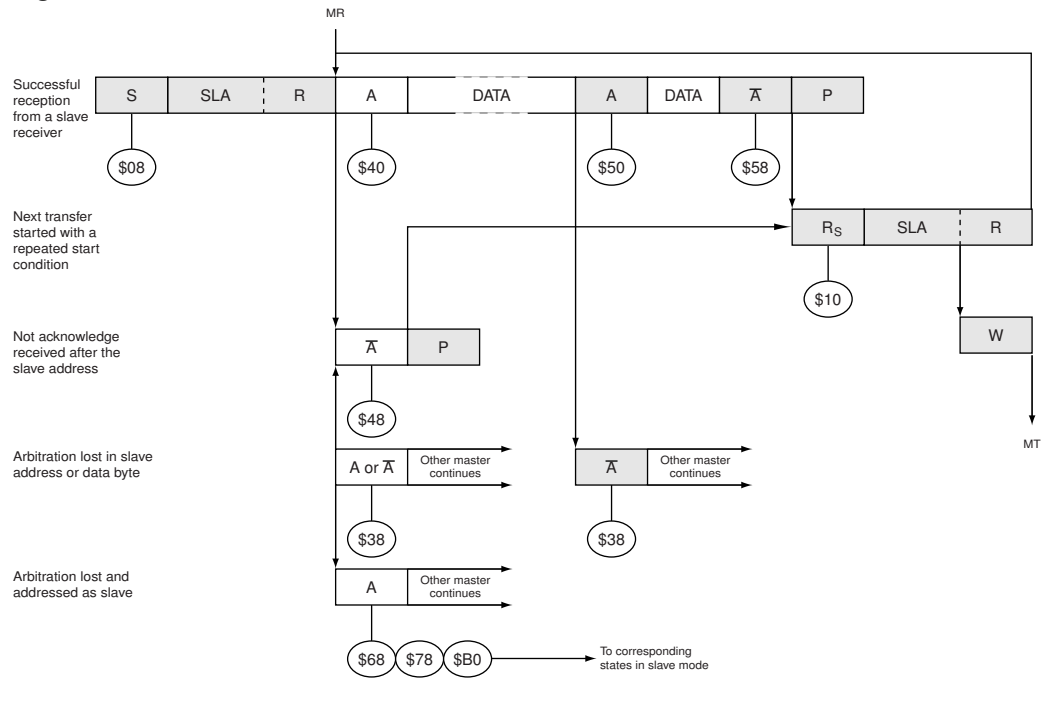 MR
Successful
reception
from a slave
receiver
S SLA R A DATA A DATA A̅ P
$08 $40 $50 $58
Next transfer
started with a
repeated start
condition
RS SLA R
$10
Not acknowledge
received after the
slave address
A̅ P
W
$48
MT
Arbitration lost in slave
address or data byte
A or A̅ Other master
continues
A̅ Other master
continues
$38 $38
Arbitration lost and
addressed as slave
A Other master
continues
$68 $78 $B0 To corresponding
states in slave mode